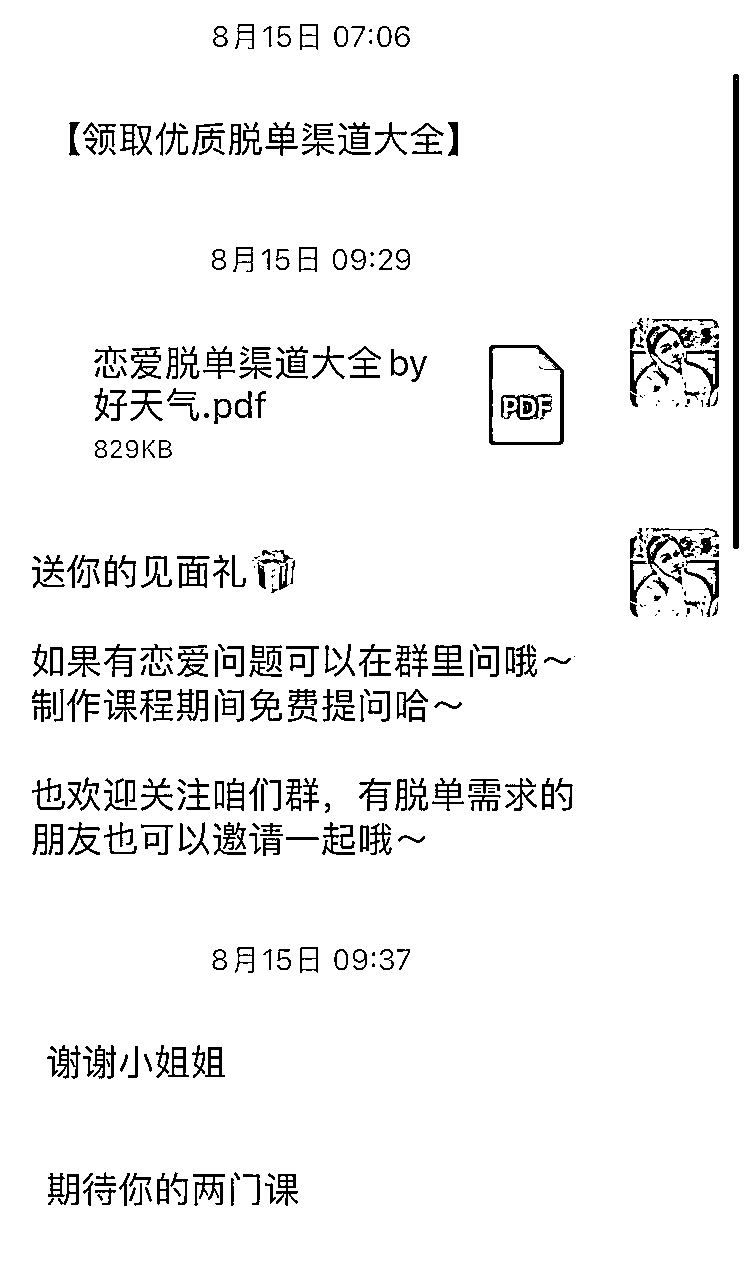 8月15日 07:06
【领取优质脱单渠道大全】
8月15日 09:29
恋爱脱单渠道大全by
好天气.pdf
829KB
PDF
送你的见面礼🎁
如果有恋爱问题可以在群里问哦～
制作课程期间免费提问哈～
也欢迎关注咱们群，有脱单需求的
朋友也可以邀请一起哦～
8月15日 09:37
谢谢小姐姐
期待你的两门课